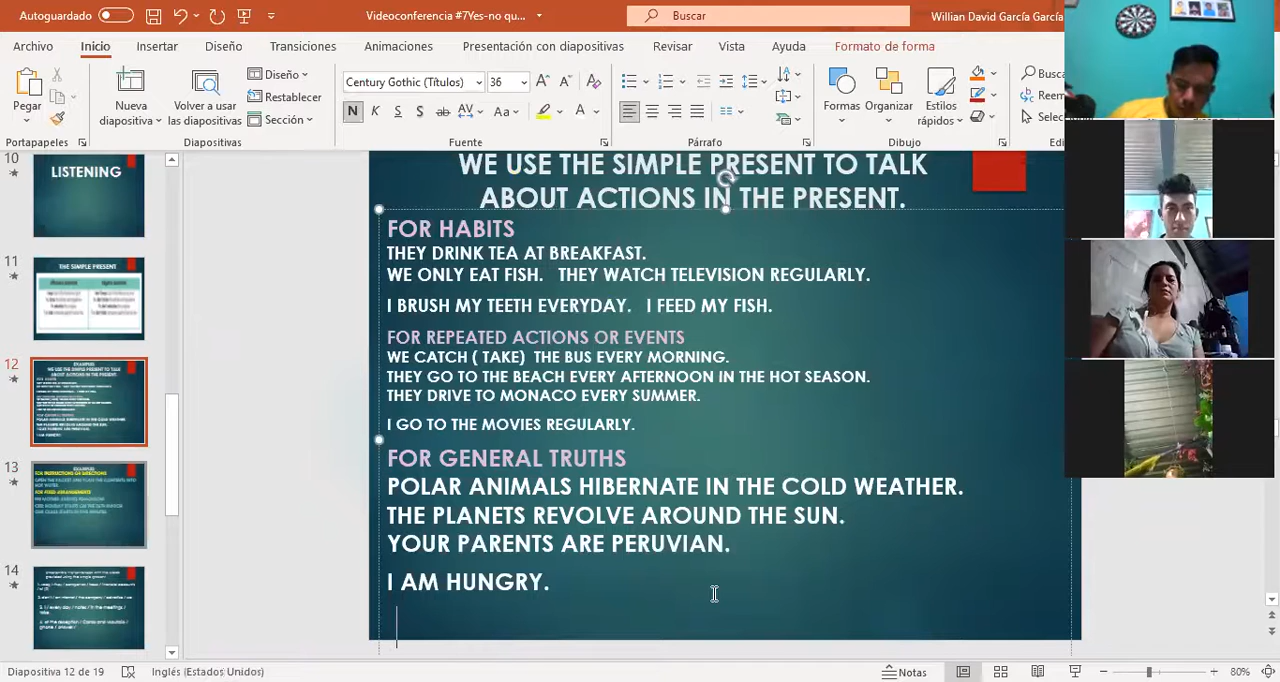 Autoguardado
Videoconferencia #7Yes-no qu...
Buscar
Willian David García García
Archivo Inicio Insertar Diseño Transiciones Animaciones Presentación con diapositivas Revisar Vista Ayuda Formato de forma
Pegar
Nueva diapositiva
Volver a usar las diapositivas
Diseño
Restablecer
Sección
Century Gothic (Títulos) 36
N K S S ab AV Aa A
Formas
Organizar
Estilos rápidos
Portapapeles
Diapositivas
Fuente
Párrafo
Dibujo
10
LISTENING
11
THE SIMPLE PRESENT
12
13
14
WE USE THE SIMPLE PRESENT TO TALK
ABOUT ACTIONS IN THE PRESENT.
FOR HABITS
THEY DRINK TEA AT BREAKFAST.
WE ONLY EAT FISH. THEY WATCH TELEVISION REGULARLY.
I BRUSH MY TEETH EVERYDAY. I FEED MY FISH.
FOR REPEATED ACTIONS OR EVENTS
WE CATCH ( TAKE) THE BUS EVERY MORNING.
THEY GO TO THE BEACH EVERY AFTERNOON IN THE HOT SEASON.
THEY DRIVE TO MONACO EVERY SUMMER.
I GO TO THE MOVIES REGULARLY.
FOR GENERAL TRUTHS
POLAR ANIMALS HIBERNATE IN THE COLD WEATHER.
THE PLANETS REVOLVE AROUND THE SUN.
YOUR PARENTS ARE PERUVIAN.
I AM HUNGRY.
Diapositiva 12 de 19
Inglés (Estados Unidos)
Notas
80%